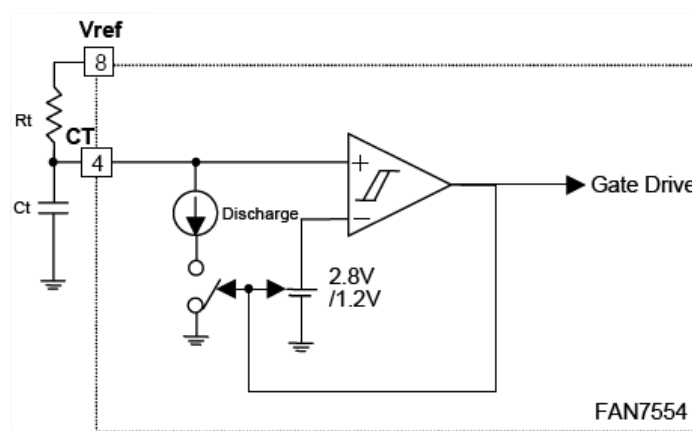 Vref
8
Rt
CT
4
+
Gate Drive
−
Ct
Discharge
2.8V
/1.2V
FAN7554